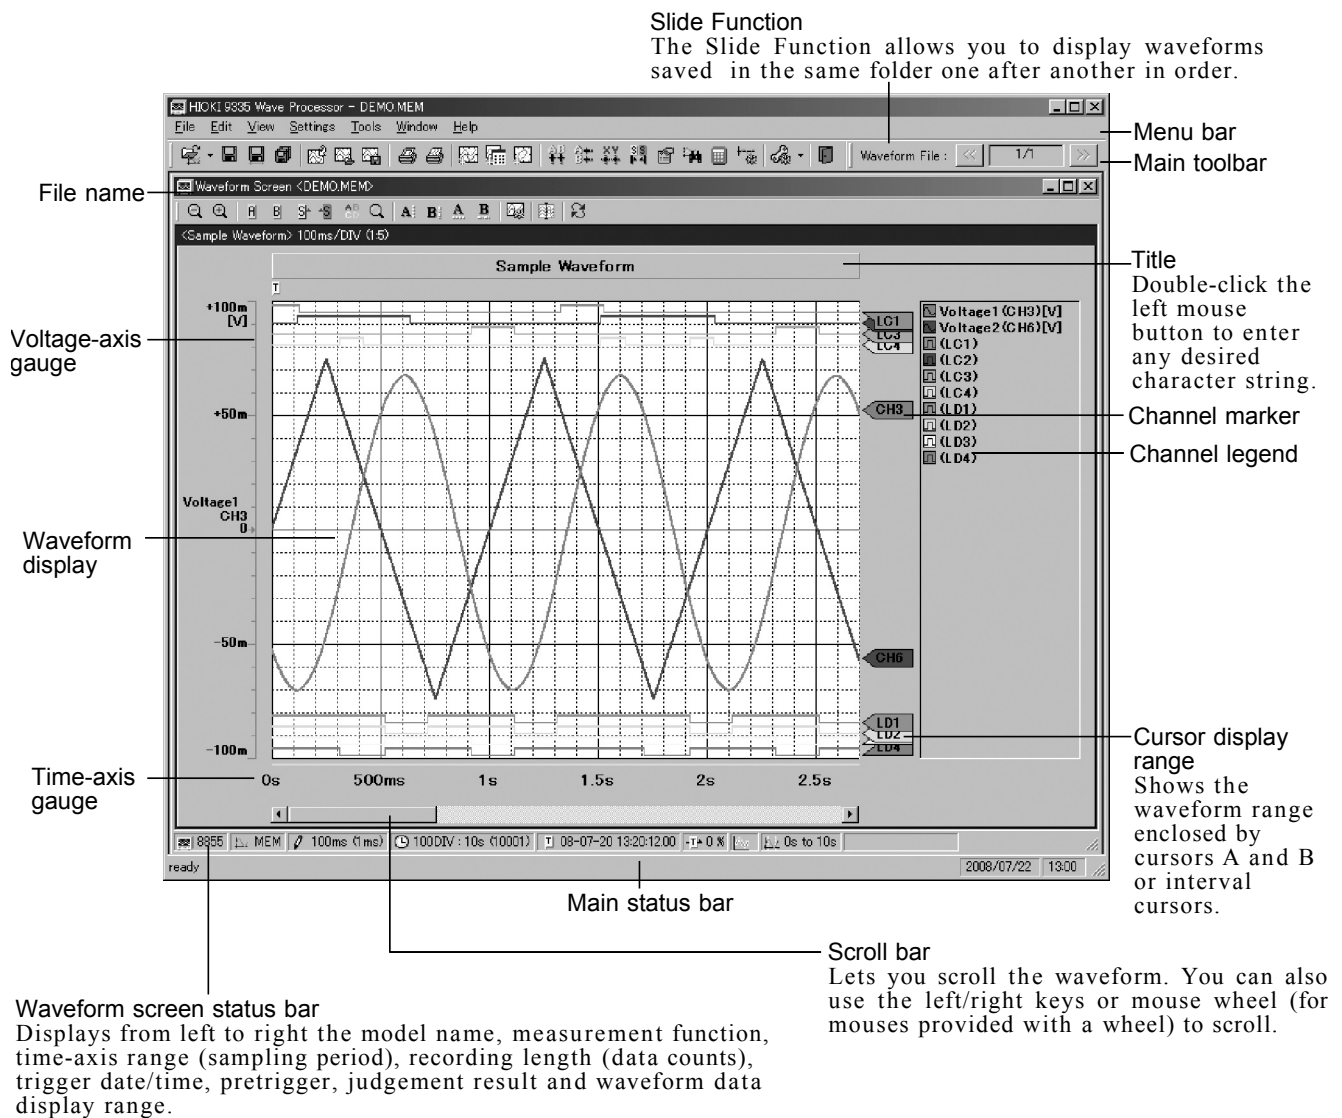 Slide Function
The Slide Function allows you to display waveforms
saved in the same folder one after another in order.
HIOKI 9335 Wave Processor - DEMO.MEM
File Edit View Settings Tools Window Help
Waveform File : << 1/1 >>
Menu bar
Main toolbar
File name
Waveform Screen <DEMO.MEM>
<Sample Waveform> 100ms/DIV (1:5)
Sample Waveform
Title
Double-click the
left mouse
button to enter
any desired
character string.
T
+100m
[V]
Voltage-axis
gauge
+50m
Voltage1
CH3
0
Waveform
display
-50m
-100m
LC1
LC3
LC4
CH3
CH6
LD1
LD2
LD4
Voltage1(CH3)[V]
Voltage2(CH6)[V]
(LC1)
(LC2)
(LC3)
(LC4)
(LD1)
(LD2)
(LD3)
(LD4)
Channel marker
Channel legend
Cursor display
range
Shows the
waveform range
enclosed by
cursors A and B
or interval
cursors.
Time-axis
gauge
0s 500ms 1s 1.5s 2s 2.5s
8855 MEM 100ms (1ms) 100DIV : 10s (10001) T 08-07-20 13:20:12.00 -T- 0 % 0s to 10s
ready 2008/07/22 13:00
Main status bar
Scroll bar
Lets you scroll the waveform. You can also
use the left/right keys or mouse wheel (for
mouses provided with a wheel) to scroll.
Waveform screen status bar
Displays from left to right the model name, measurement function,
time-axis range (sampling period), recording length (data counts),
trigger date/time, pretrigger, judgement result and waveform data
display range.